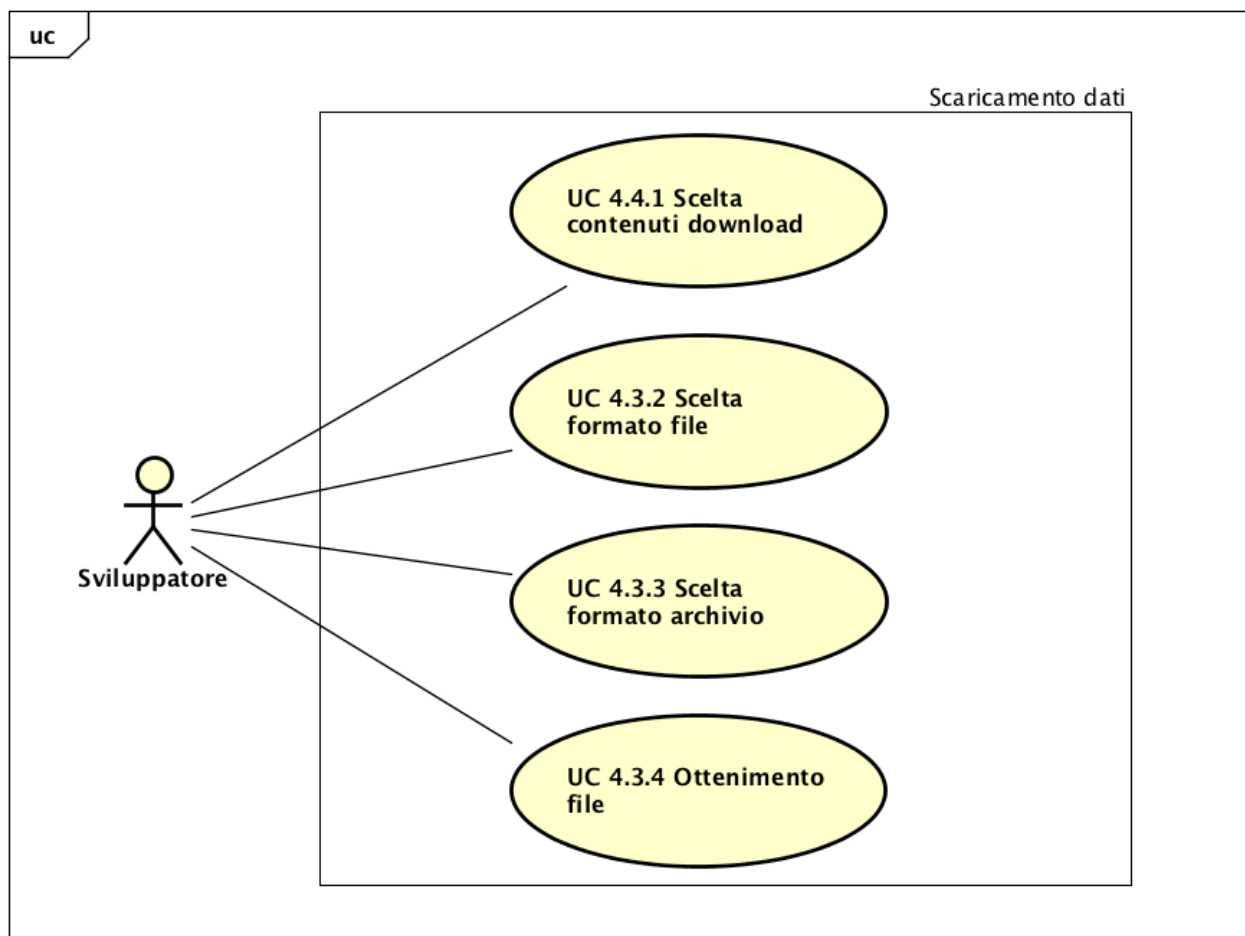 uc
Scaricamento dati
UC 4.4.1 Scelta
contenuti download
UC 4.3.2 Scelta
formato file
UC 4.3.3 Scelta
formato archivio
Sviluppatore
UC 4.3.4 Ottenimento
file